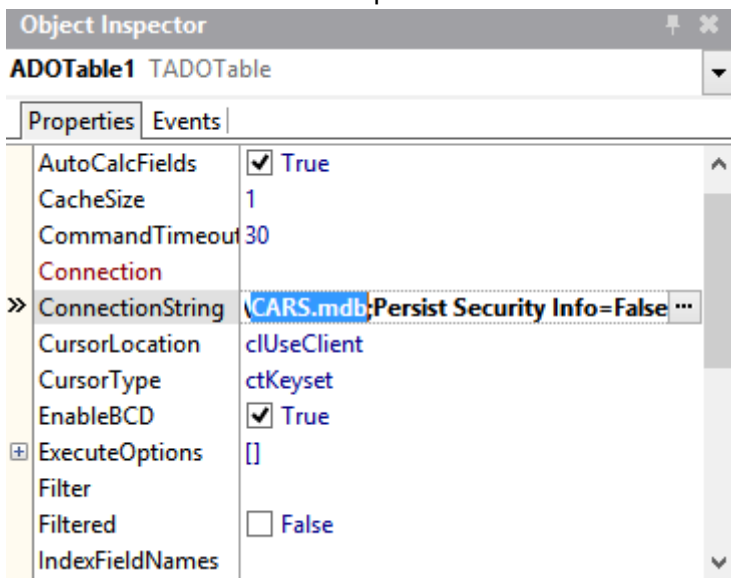 Object Inspector
ADOTable1 TADOTable
Properties Events
AutoCalcFields True
CacheSize 1
CommandTimeout 30
Connection
ConnectionString \CARS.mdb;Persist Security Info=False ...
CursorLocation clUseClient
CursorType ctKeyset
EnableBCD True
ExecuteOptions []
Filter
Filtered False
IndexFieldNames